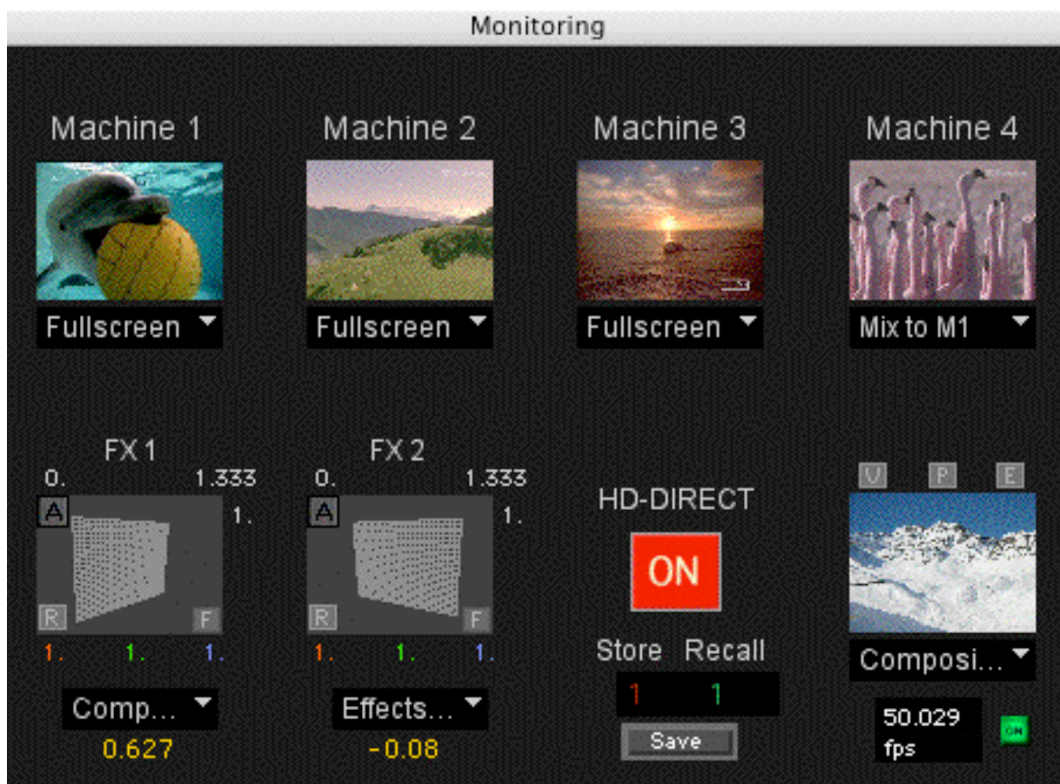 Monitoring
Machine 1 Machine 2 Machine 3 Machine 4
Fullscreen Fullscreen Fullscreen Mix to M1
FX 1 FX 2
0. 1.333 0. 1.333 V P E
A 1. A 1. HD-DIRECT
ON
R F R F
1. 1. 1. 1. 1. 1. Store Recall Composi...
Comp... Effects... 1 1 50.029
0.627 -0.08 Save fps ON